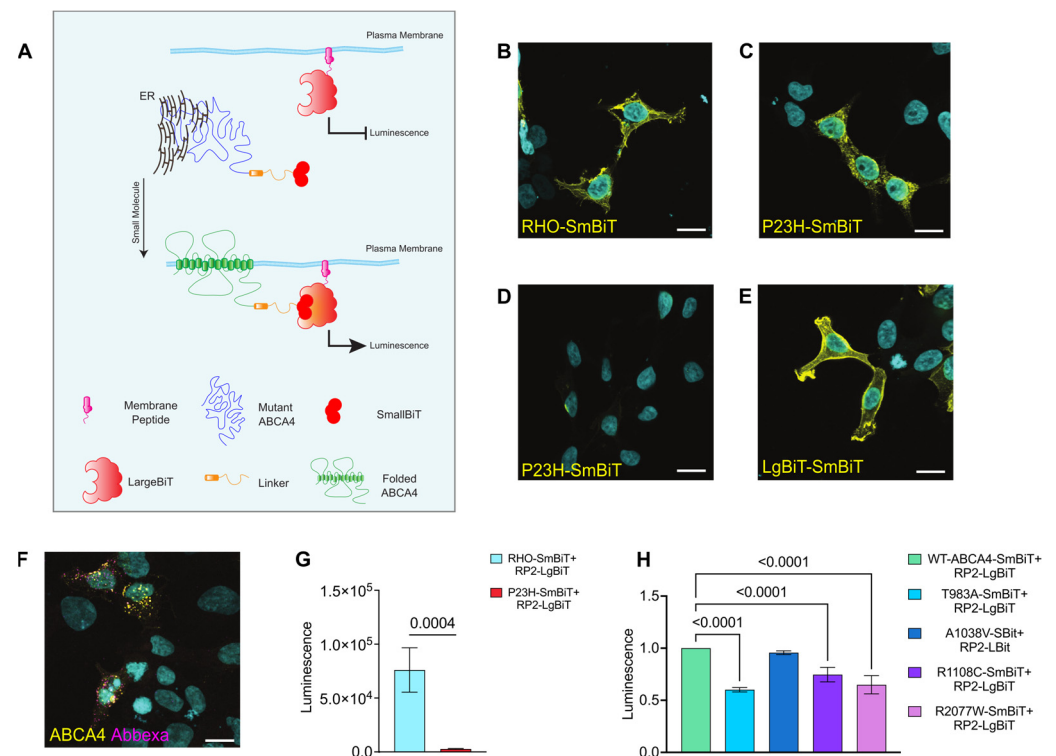 A
Plasma Membrane
ER
Luminescence
Small Molecule
Plasma Membrane
Luminescence
Membrane
Peptide
Mutant
ABCA4
SmallBiT
LargeBiT
Linker
Folded
ABCA4
B
RHO-SmBiT
C
P23H-SmBiT
D
P23H-SmBiT
E
LgBiT-SmBiT
F
ABCA4 Abbexa
G
RHO-SmBiT+
RP2-LgBiT
P23H-SmBiT+
RP2-LgBiT
Luminescence
1.5×10⁵
1.0×10⁵
5.0×10⁴
0.0
0.0004
H
Luminescence
1.5
1.0
0.5
0.0
<0.0001
<0.0001
<0.0001
WT-ABCA4-SmBiT+
RP2-LgBiT
T983A-SmBiT+
RP2-LgBiT
A1038V-SBit+
RP2-LBit
R1108C-SmBiT+
RP2-LgBiT
R2077W-SmBiT+
RP2-LgBiT